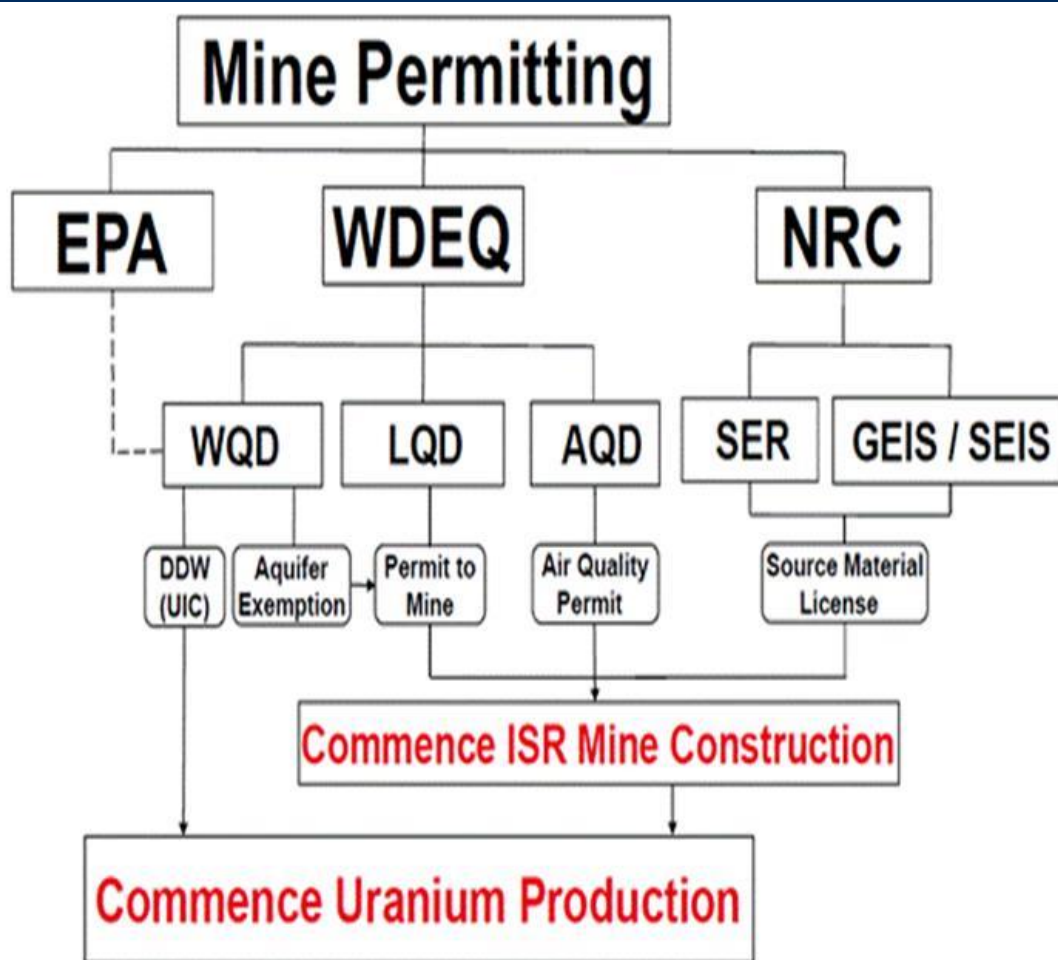 Mine Permitting
EPA
WDEQ
NRC
WQD
LQD
AQD
SER
GEIS / SEIS
DDW
(UIC)
Aquifer
Exemption
Permit to
Mine
Air Quality
Permit
Source Material
License
Commence ISR Mine Construction
Commence Uranium Production